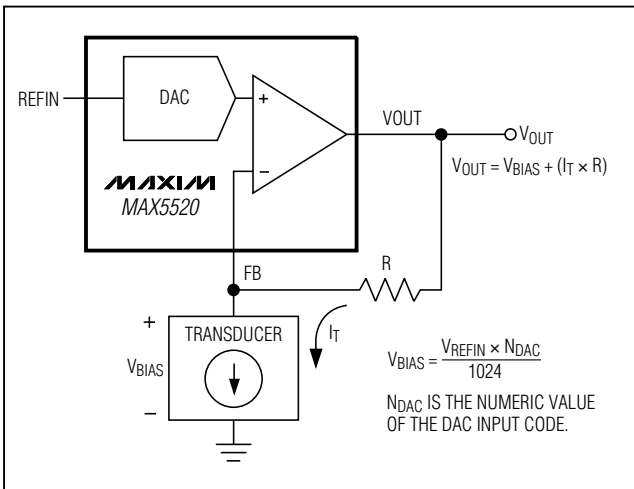 REFIN
DAC
+
−
VOUT
VOUT
VOUT = VBIAS + (IT × R)
MAXIM
MAX5520
FB
R
+
TRANSDUCER
IT
VBIAS
−
VBIAS = VREFIN × NDAC
1024
NDAC IS THE NUMERIC VALUE
OF THE DAC INPUT CODE.